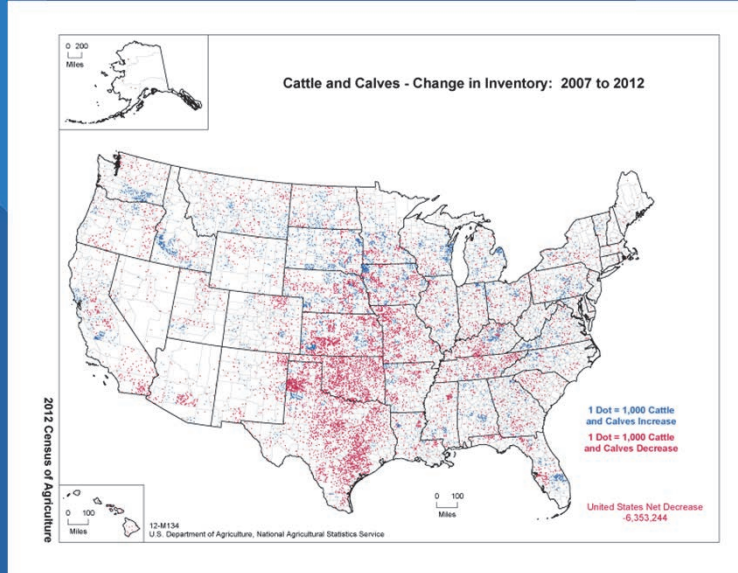 0 200
Miles
Cattle and Calves - Change in Inventory: 2007 to 2012
2012 Census of Agriculture
1 Dot = 1,000 Cattle
and Calves Increase
1 Dot = 1,000 Cattle
and Calves Decrease
0 100
Miles
United States Net Decrease
-6,353,244
0 100
Miles
12-M134
U.S. Department of Agriculture, National Agricultural Statistics Service